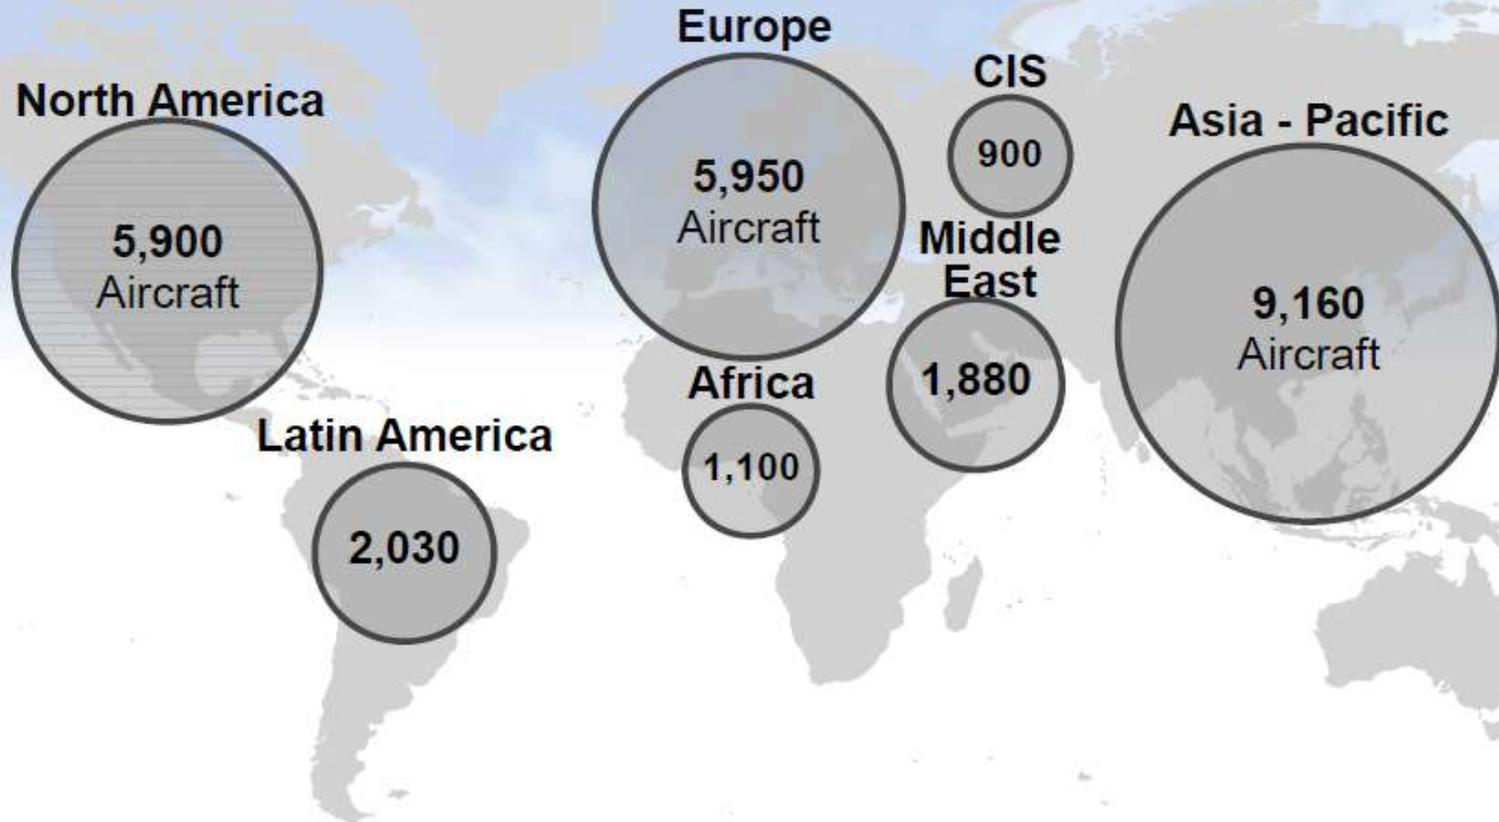 North America
5,900
Aircraft
Latin America
2,030
Europe
5,950
Aircraft
Africa
1,100
CIS
900
Middle
East
1,880
Asia - Pacific
9,160
Aircraft